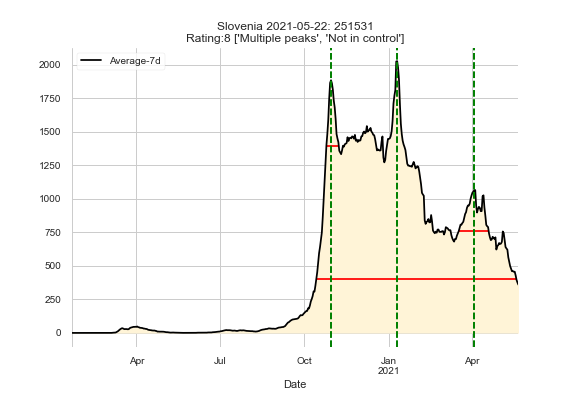 Slovenia 2021-05-22: 251531
Rating:8 ['Multiple peaks', 'Not in control']
Average-7d
2000
1750
1500
1250
1000
750
500
250
0
Apr
Jul
Oct
Jan
2021
Apr
Date